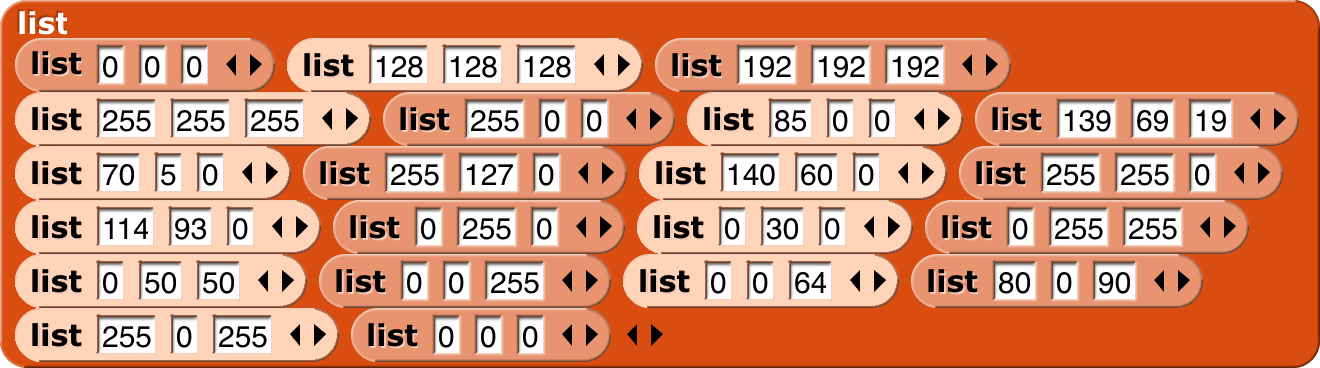 list
list 0 0 0 list 128 128 128 list 192 192 192
list 255 255 255 list 255 0 0 list 85 0 0 list 139 69 19
list 70 5 0 list 255 127 0 list 140 60 0 list 255 255 0
list 114 93 0 list 0 255 0 list 0 30 0 list 0 255 255
list 0 50 50 list 0 0 255 list 0 0 64 list 80 0 90
list 255 0 255 list 0 0 0